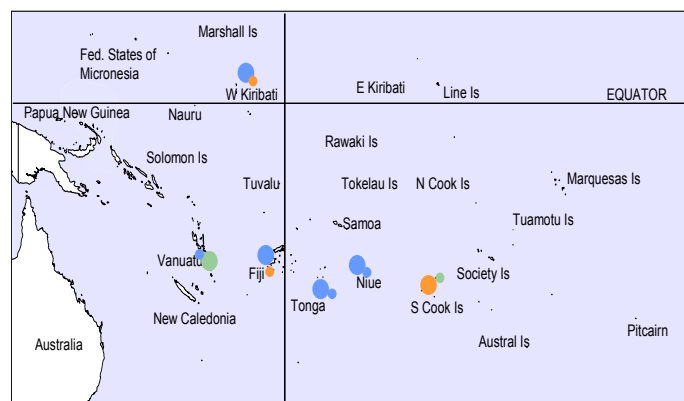 Marshall Is
Fed. States of
Micronesia
W Kiribati
E Kiribati
Line Is
EQUATOR
Papua New Guinea
Nauru
Rawaki Is
Solomon Is
Tuvalu
Tokelau Is
N Cook Is
Marquesas Is
Samoa
Tuamotu Is
Vanuatu
Fiji
Niue
Society Is
Tonga
S Cook Is
New Caledonia
Pitcairn
Australia
Austral Is